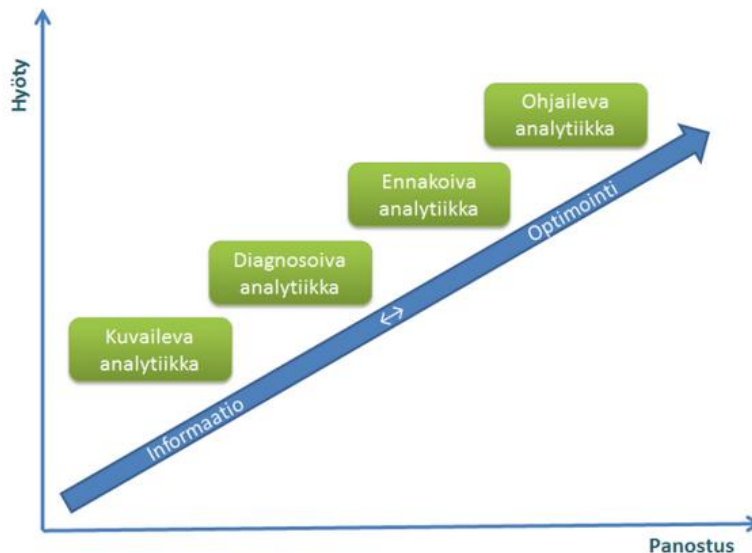 Hyöty
Ohjaileva
analytiikka
Ennakoiva
analytiikka
Optimointi
Diagnosoiva
analytiikka
Kuvaileva
analytiikka
Informaatio
Panostus